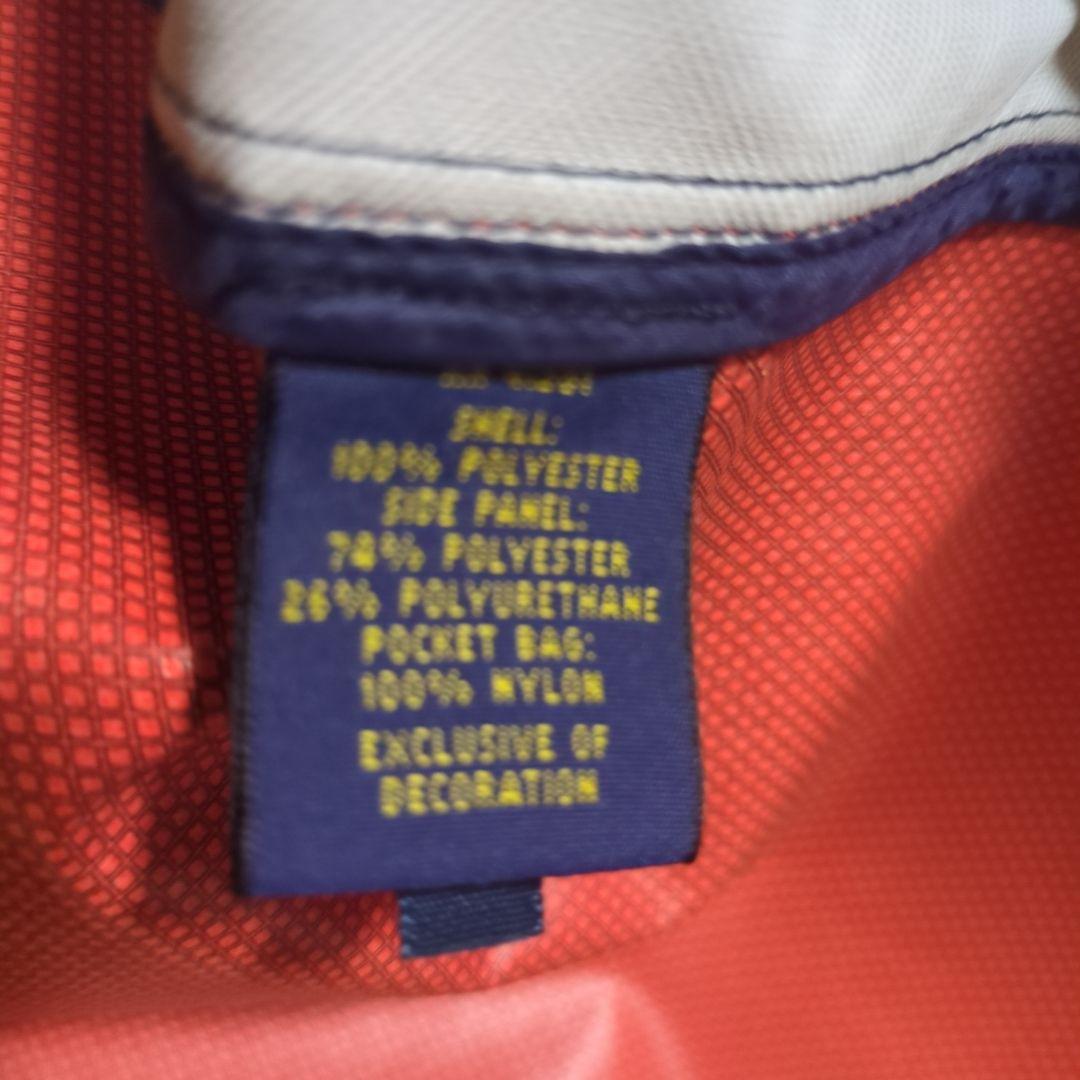 SHELL:
100% POLYESTER
SIDE PANEL:
74% POLYESTER
26% POLYURETHANE
POCKET BAG:
100% NYLON
EXCLUSIVE OF
DECORATION